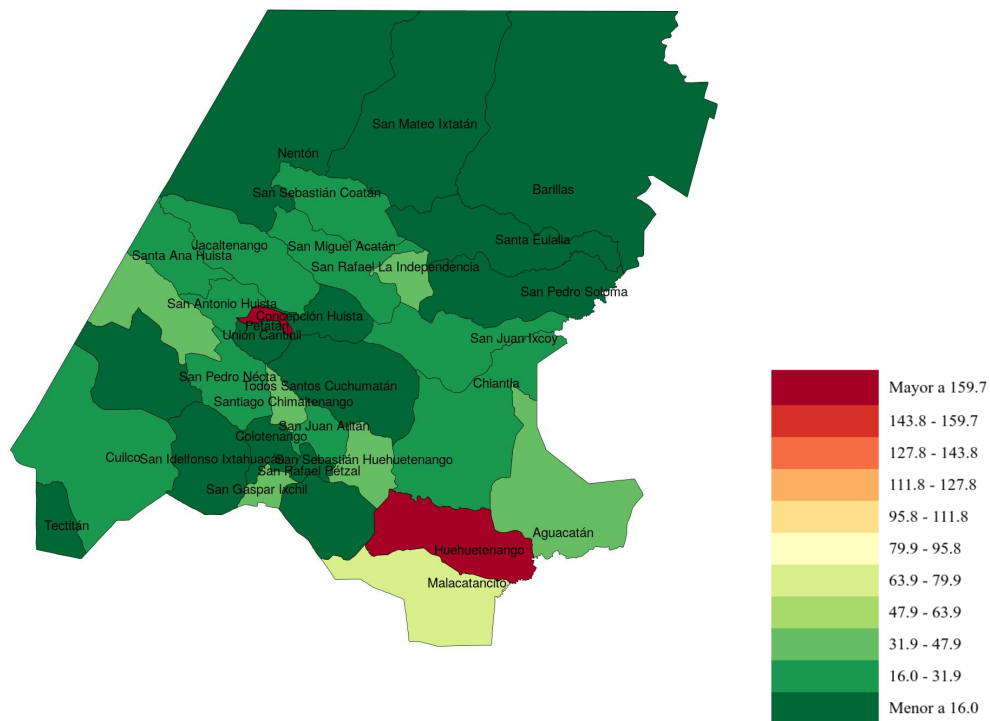 San Mateo Ixtatán
Nentón
San Sebastián Coatán
Barillas
Santa Eulalia
Jacaltenango
San Miguel Acatán
Santa Ana Huista
San Rafael La Independencia
San Pedro Soloma
San Antonio Huista
Concepción Huista
Petatán
Unión Cantinil
San Juan Ixcoy
San Pedro Necta
Todos Santos Cuchumatán
Chiantla
Santiago Chimaltenango
San Juan Atitán
Colotenango
Cuilco
San Idelfonso Ixtahuacán
San Sebastián Huehuetenango
San Rafael Pétzal
San Gaspar Ixchil
Tectitán
Aguacatán
Huehuetenango
Malacatancito
Mayor a 159.7
143.8 - 159.7
127.8 - 143.8
111.8 - 127.8
95.8 - 111.8
79.9 - 95.8
63.9 - 79.9
47.9 - 63.9
31.9 - 47.9
16.0 - 31.9
Menor a 16.0